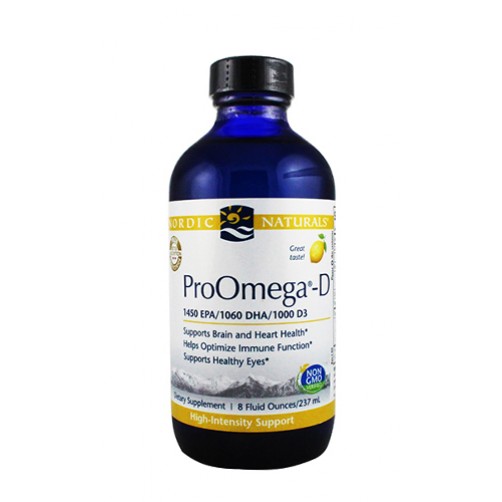 NORDIC NATURALS®
Great
taste!
ProOmega®-D
1450 EPA/1060 DHA/1000 D3
Supports Brain and Heart Health*
Helps Optimize Immune Function*
Supports Healthy Eyes*
NON
GMO
Dietary Supplement | 8 Fluid Ounces/237 mL
High-Intensity Support